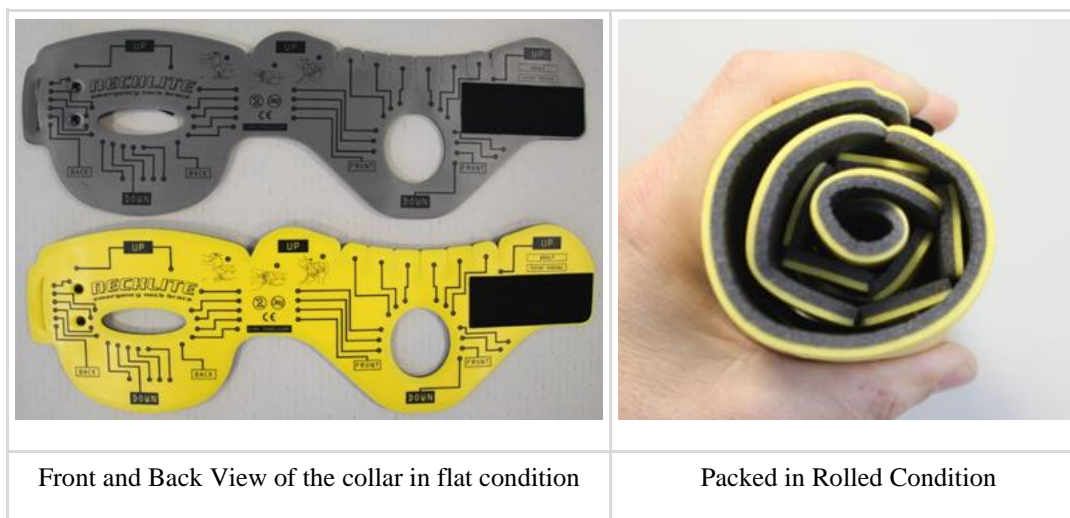 UP
UP
UP
NECKLITE
emergency neck brace
CE
BACK
BACK
DOWN
FRONT
FRONT
DOWN
UP
UP
UP
NECKLITE
emergency neck brace
ADULT
CE
BACK
BACK
DOWN
FRONT
FRONT
DOWN
Front and Back View of the collar in flat condition
Packed in Rolled Condition